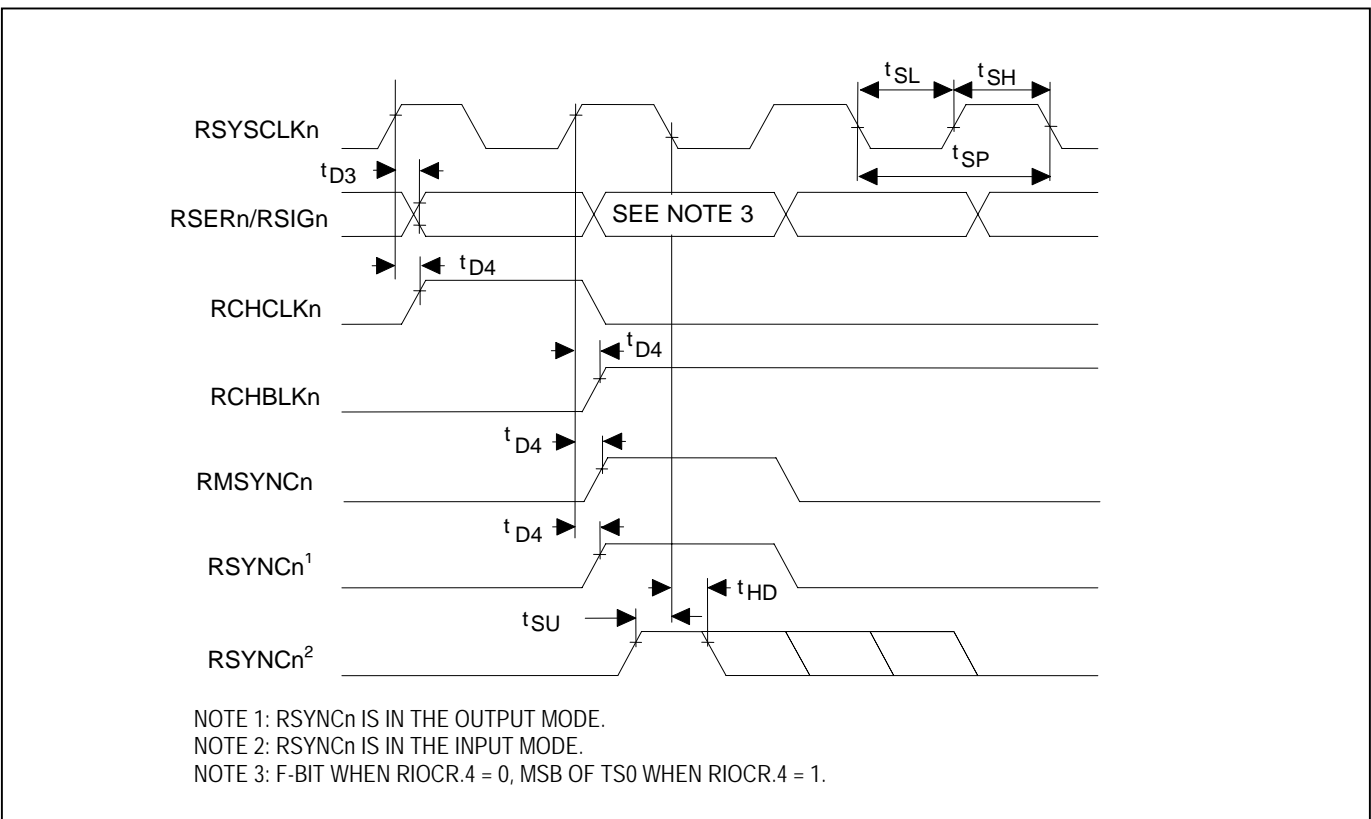 tSL
tSH
RSYSCLKn
tSP
tD3
RSERn/RSIGn
SEE NOTE 3
tD4
RCHCLKn
tD4
RCHBLKn
tD4
RMSYNCn
tD4
RSYNCn1
tHD
tSU
RSYNCn2
NOTE 1: RSYNCn IS IN THE OUTPUT MODE.
NOTE 2: RSYNCn IS IN THE INPUT MODE.
NOTE 3: F-BIT WHEN RIOCR.4 = 0, MSB OF TS0 WHEN RIOCR.4 = 1.